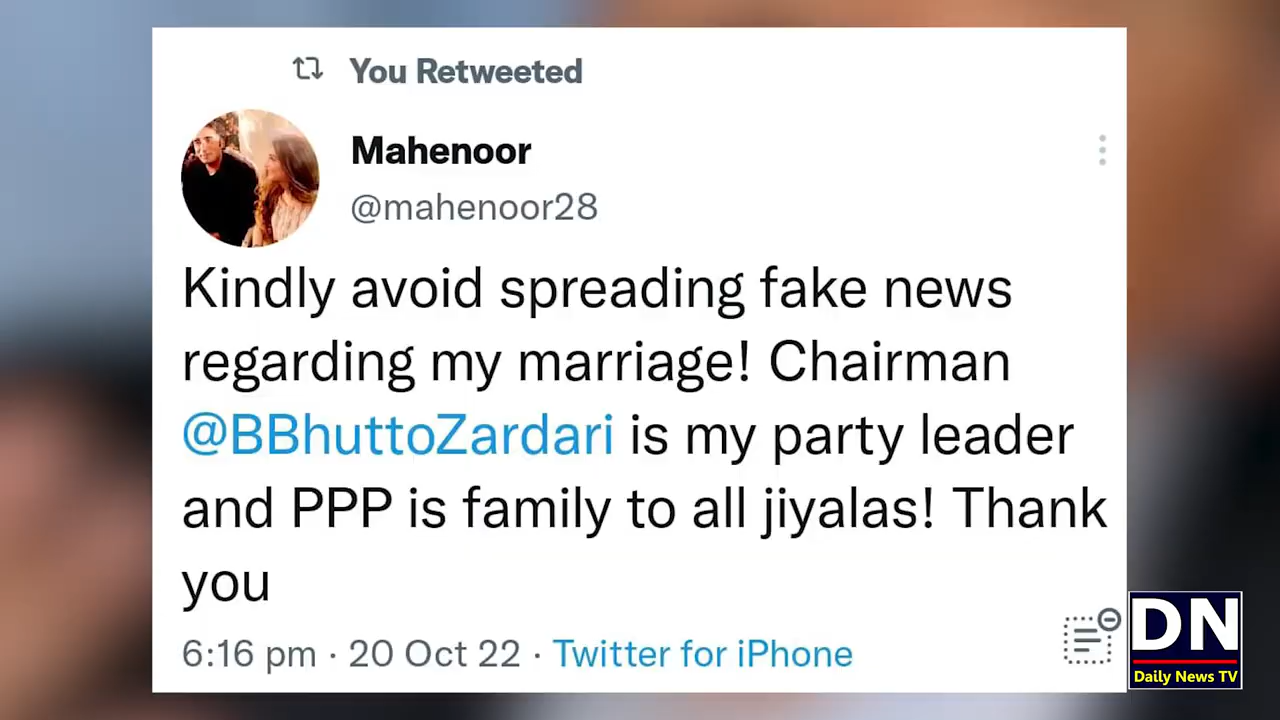 You Retweeted
Mahenoor
@mahenoor28
Kindly avoid spreading fake news
regarding my marriage! Chairman
@BBhuttoZardari is my party leader
and PPP is family to all jiyalas! Thank
you
6:16 pm · 20 Oct 22 · Twitter for iPhone
DN
Daily News TV